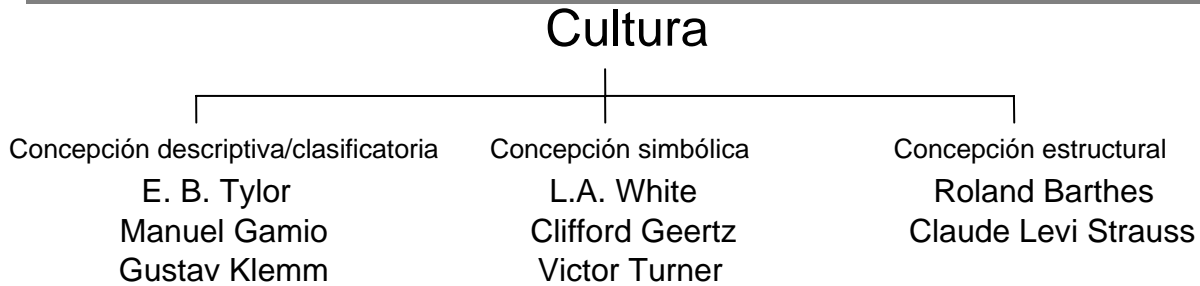 Cultura
Concepción descriptiva/clasificatoria
E. B. Tylor
Manuel Gamio
Gustav Klemm
Concepción simbólica
L.A. White
Clifford Geertz
Victor Turner
Concepción estructural
Roland Barthes
Claude Levi Strauss